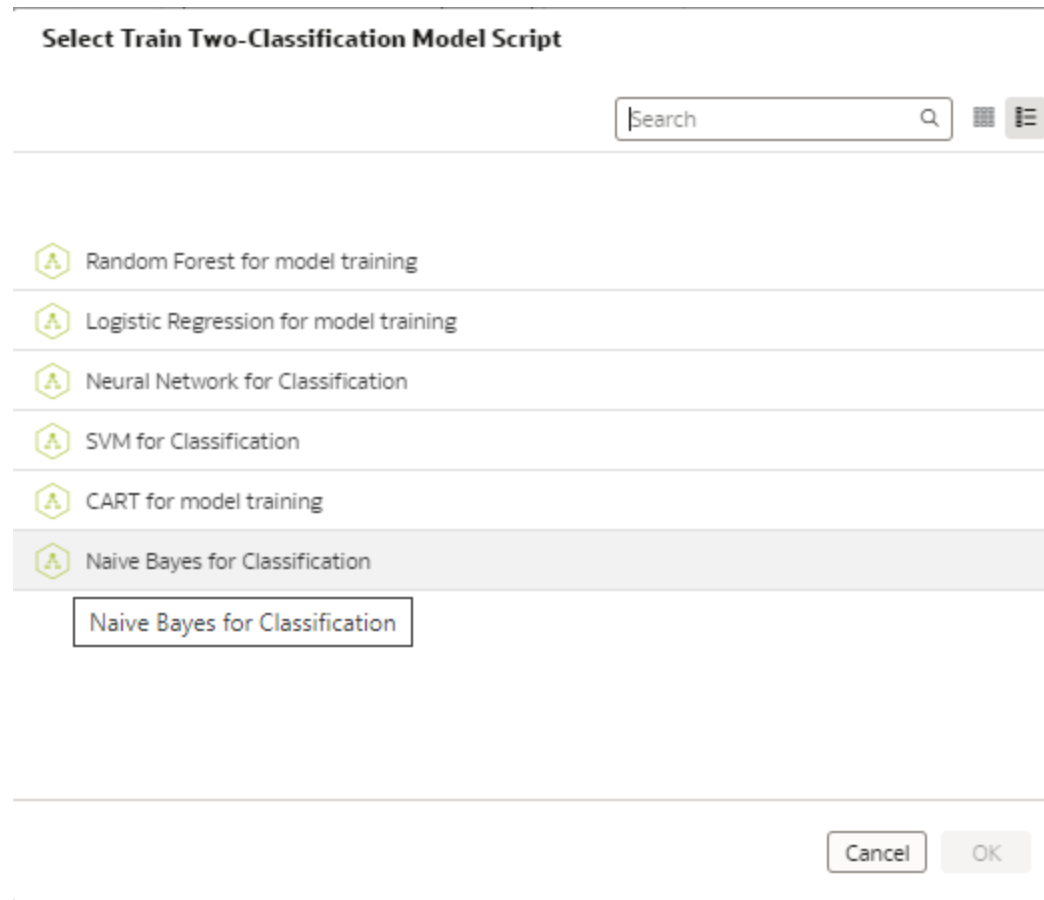 Select Train Two-Classification Model Script
Search
Random Forest for model training
Logistic Regression for model training
Neural Network for Classification
SVM for Classification
CART for model training
Naive Bayes for Classification
Naive Bayes for Classification
Cancel OK